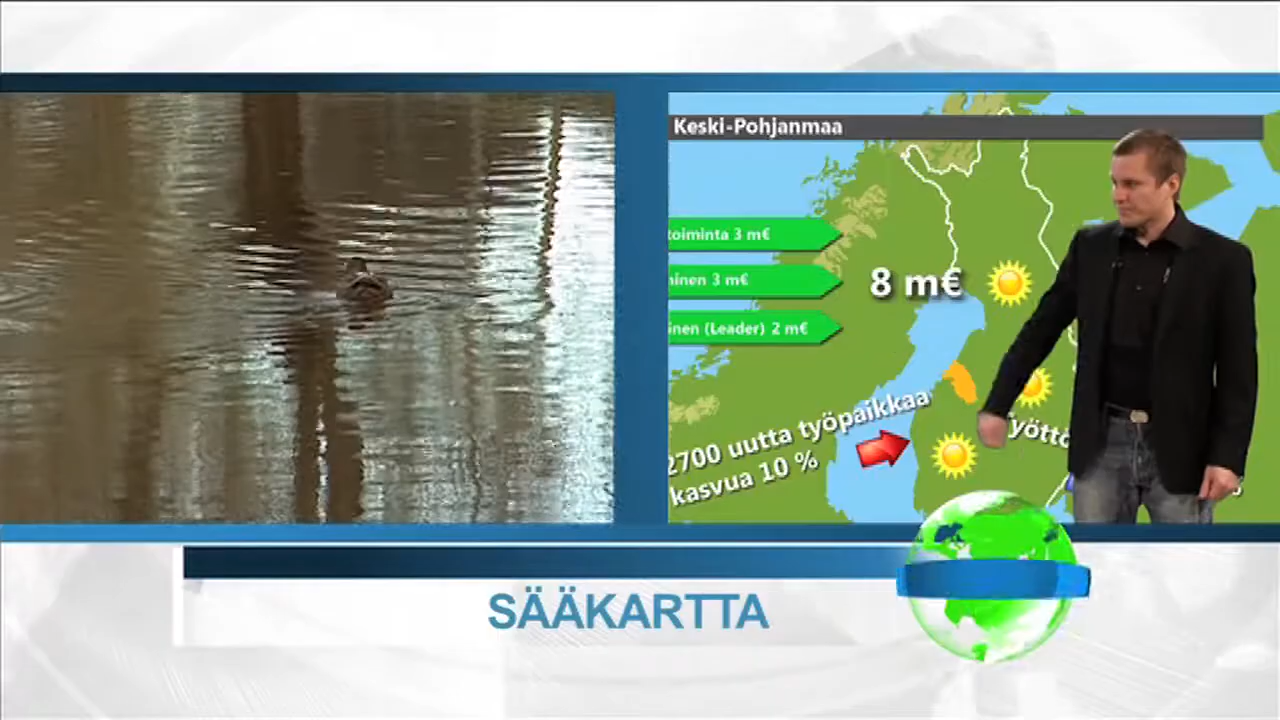 Keski-Pohjanmaa
toiminta 3 m€
inen 3 m€
8 m€
inen (Leader) 2 m€
2700 uutta työpaikkaa
kasvua 10 %
SÄÄKARTTA